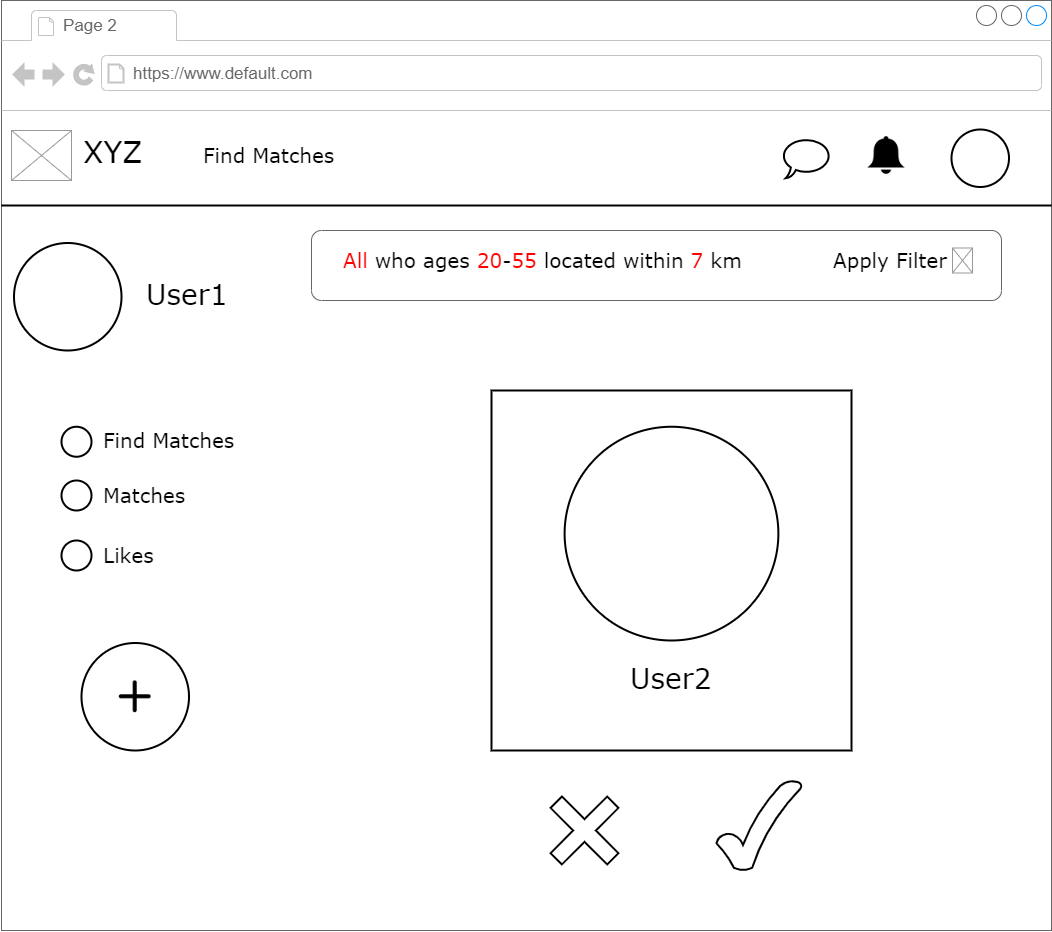 Page 2
https://www.default.com
XYZ
Find Matches
User1
All who ages 20-55 located within 7 km
Apply Filter
Find Matches
Matches
Likes
User2